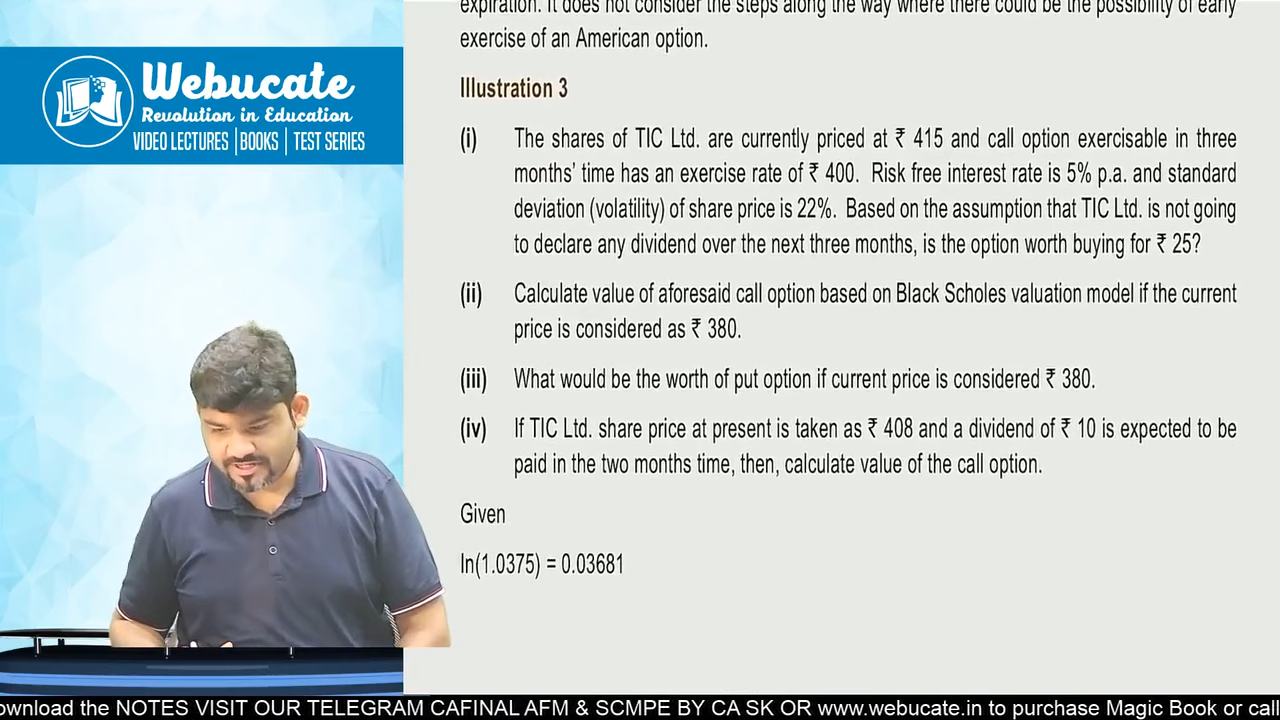 expiration. It does not consider the steps along the way where there could be the possibility of early
exercise of an American option.
Webucate
Revolution in Education
VIDEO LECTURES | BOOKS | TEST SERIES
Illustration 3
(i) The shares of TIC Ltd. are currently priced at ₹ 415 and call option exercisable in three
months' time has an exercise rate of ₹ 400. Risk free interest rate is 5% p.a. and standard
deviation (volatility) of share price is 22%. Based on the assumption that TIC Ltd. is not going
to declare any dividend over the next three months, is the option worth buying for ₹ 25?
(ii) Calculate value of aforesaid call option based on Black Scholes valuation model if the current
price is considered as ₹ 380.
(iii) What would be the worth of put option if current price is considered ₹ 380.
(iv) If TIC Ltd. share price at present is taken as ₹ 408 and a dividend of ₹ 10 is expected to be
paid in the two months time, then, calculate value of the call option.
Given
ln(1.0375) = 0.03681
ownload the NOTES VISIT OUR TELEGRAM CAFINAL AFM & SCMPE BY CA SK OR www.webucate.in to purchase Magic Book or call